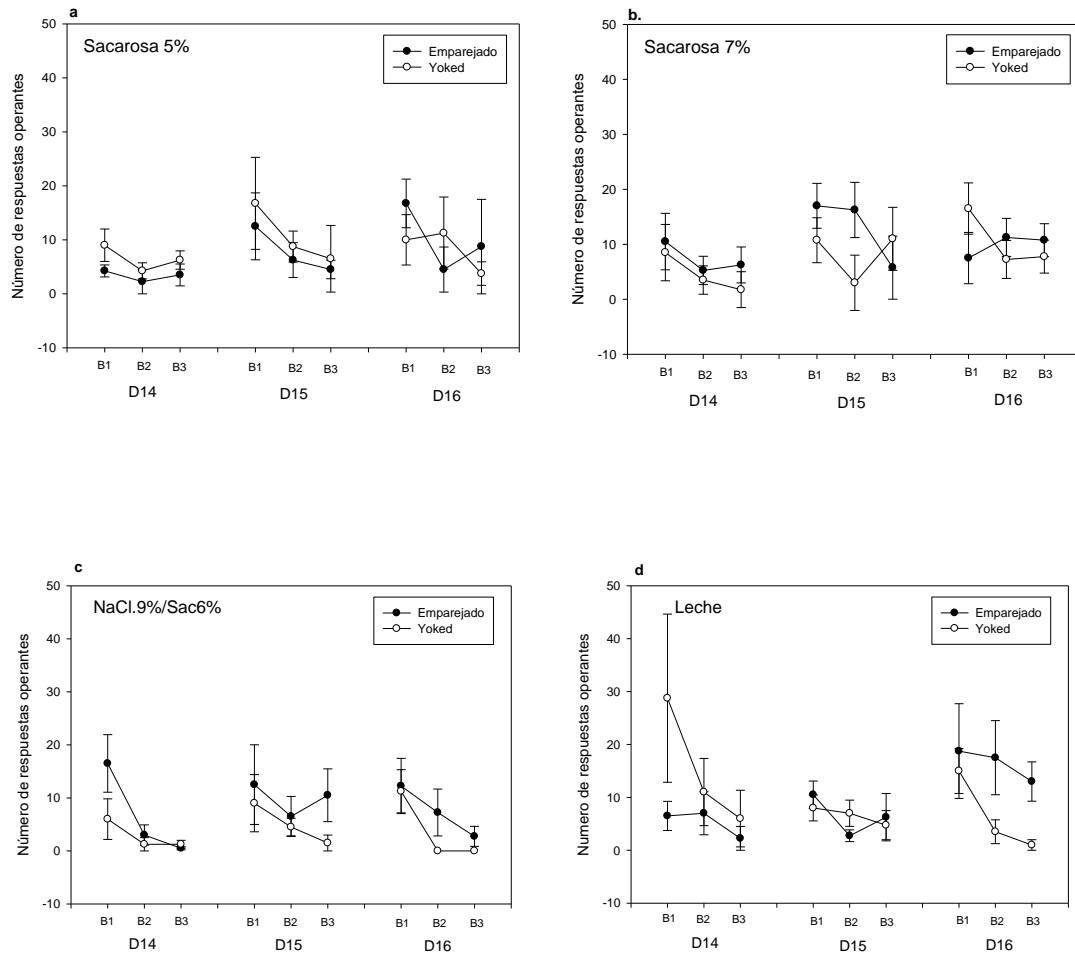 a
Sacarosa 5%
Emparejado
Yoked
Número de respuestas operantes
50
40
30
20
10
0
-10
B1 B2 B3 B1 B2 B3 B1 B2 B3
D14 D15 D16
b.
Sacarosa 7%
Emparejado
Yoked
Número de respuestas operantes
50
40
30
20
10
0
-10
B1 B2 B3 B1 B2 B3 B1 B2 B3
D14 D15 D16
c
NaCl.9%/Sac6%
Emparejado
Yoked
Número de respuestas operantes
50
40
30
20
10
0
-10
B1 B2 B3 B1 B2 B3 B1 B2 B3
D14 D15 D16
d
Leche
Emparejado
Yoked
Numero de respuestas operantes
50
40
30
20
10
0
-10
B1 B2 B3 B1 B2 B3 B1 B2 B3
D14 D15 D16